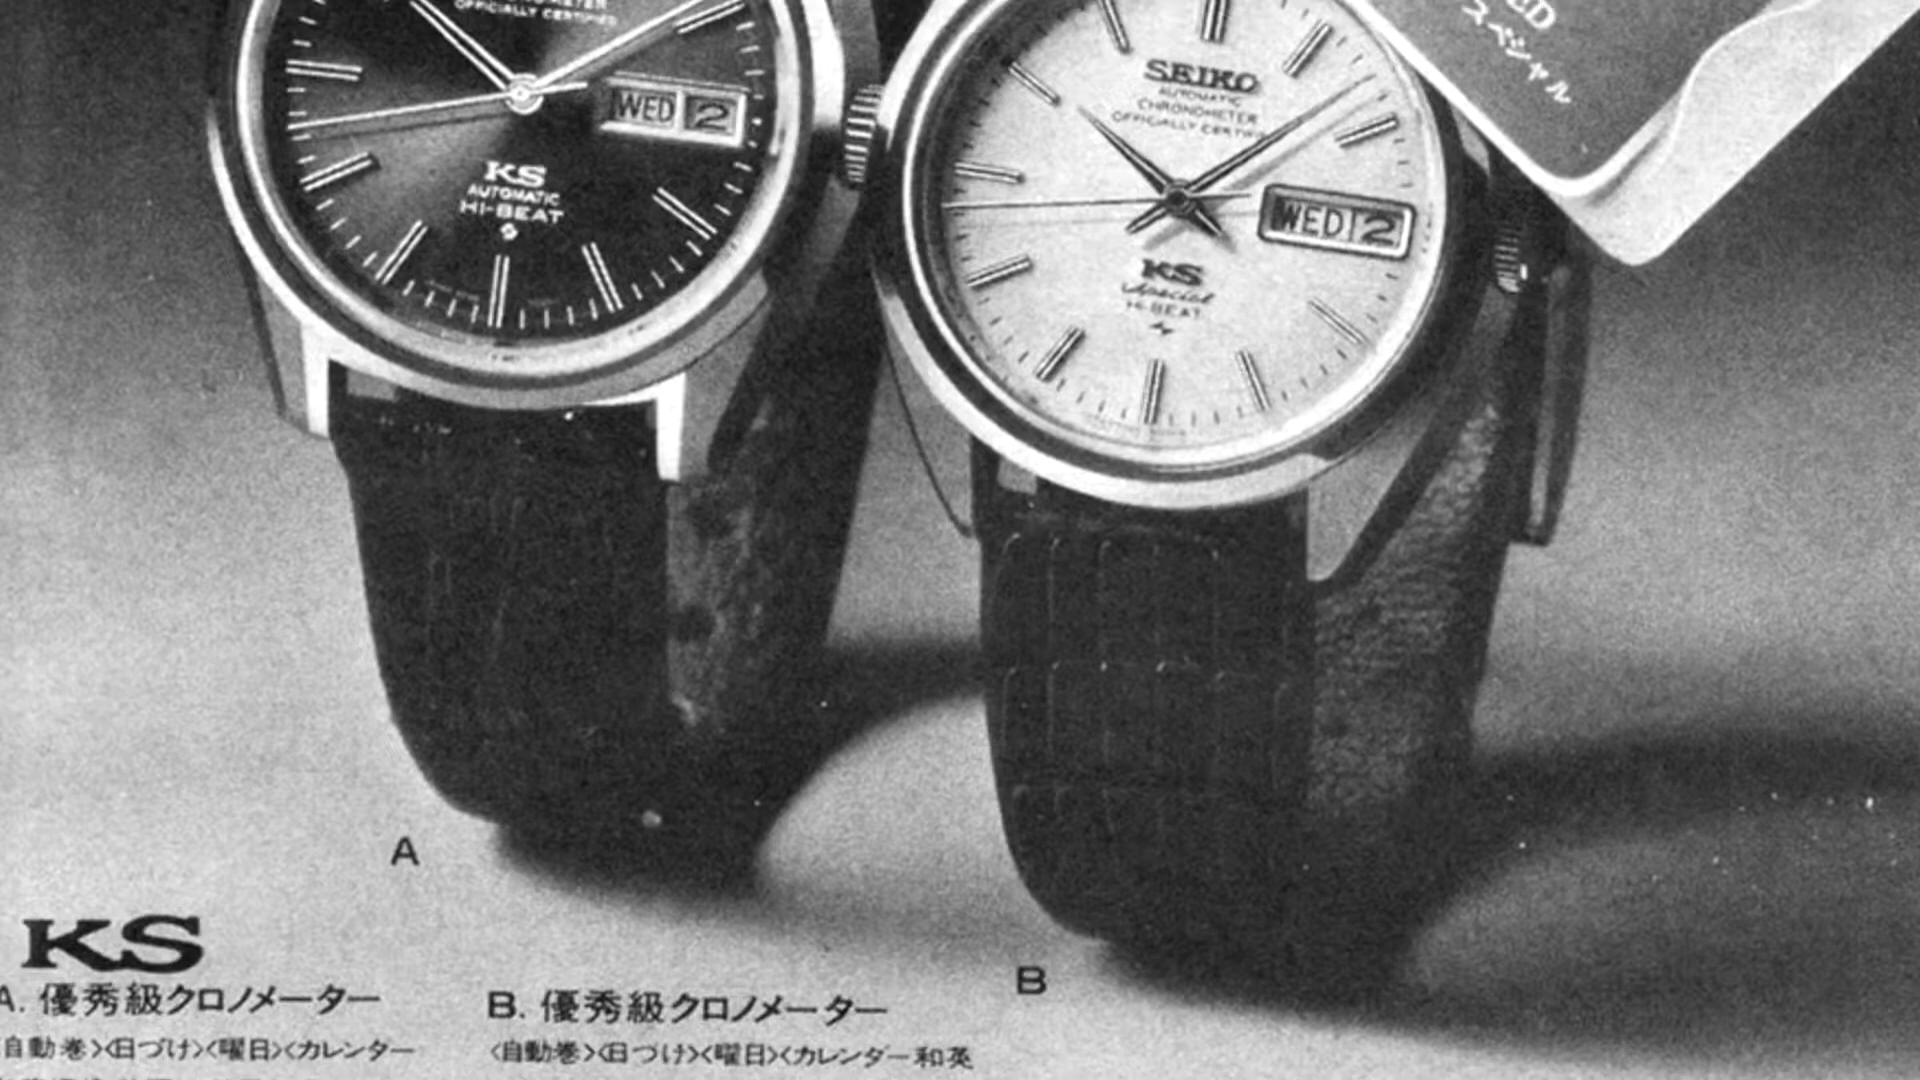 OFFICIALLY CERTIFIED
WED 2
KS
AUTOMATIC
HI-BEAT
SEIKO
AUTOMATIC
CHRONOMETER
OFFICIALLY
WED 2
KS
Special
HI-BEAT
スペシャル
A
B
KS
A. 優秀級クロノメーター
自動巻〉〈日づけ〉〈曜日〉〈カレンダー
B. 優秀級クロノメーター
〈自動巻〉〈日づけ〉〈曜日〉〈カレンダー和英